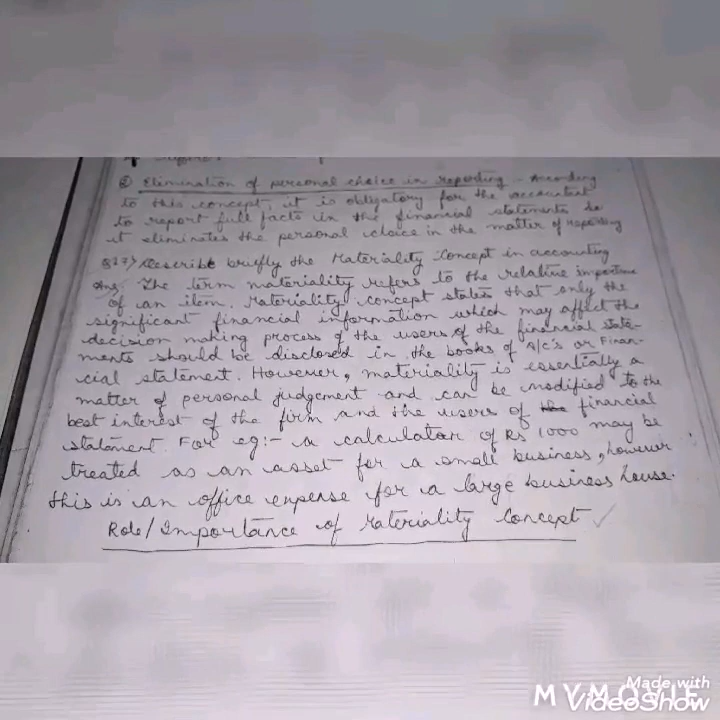 ② Elimination of personal choice in reporting - According
to this concept, it is obligatory for the accountant
to report full facts in the financial statements so
it eliminates the personal choice in the matter of reporting
Describe briefly the Materiality Concept in accounting
Ans. The term materiality refers to the relative importance
of an item. Materiality concept states that only the
significant financial information which may affect the
decision making process of the users of the financial state-
ments should be disclosed in the books of A/c's or Finan-
cial statement. However, materiality is essentially a
matter of personal judgement and can be modified to the
best interest of the firm and the users of the financial
statement. For eg:- a calculator of Rs 1000 may be
treated as an asset for a small business, however
this is an office expense for a large business house.
Role/Importance of Materiality Concept ✓
Made with
MYMOVIE
VideoShow